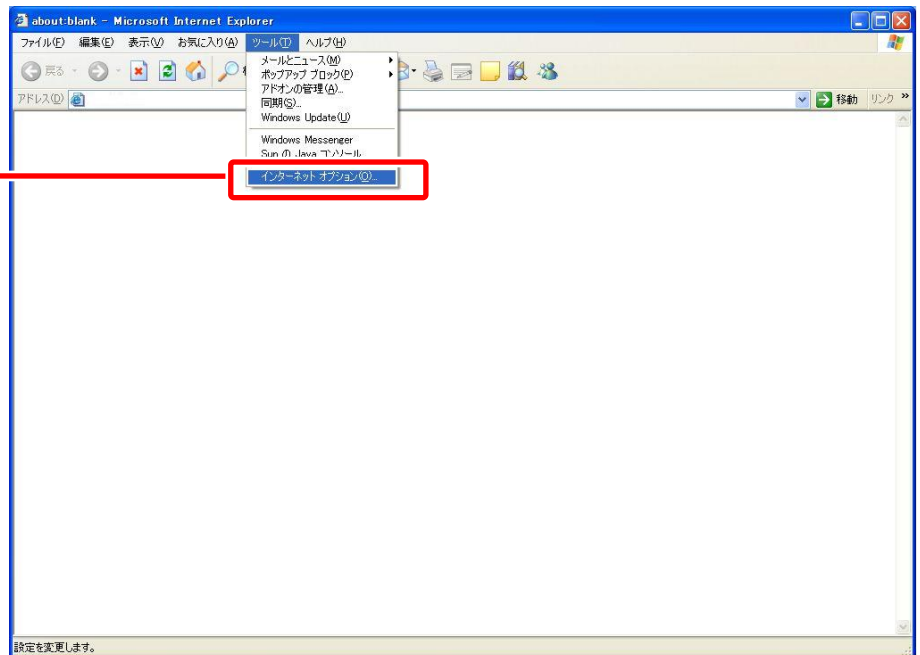 about:blank - Microsoft Internet Explorer
ファイル(F) 編集(E) 表示(V) お気に入り(A) ツール(T) ヘルプ(H)
戻る
メールとニュース(M)
ポップアップ ブロック(P)
アドオンの管理(A)...
同期(S)...
Windows Update(U)
Windows Messenger
Sun の Java コンソール
インターネット オプション(O)...
アドレス(D) 移動 リンク »
設定を変更します。